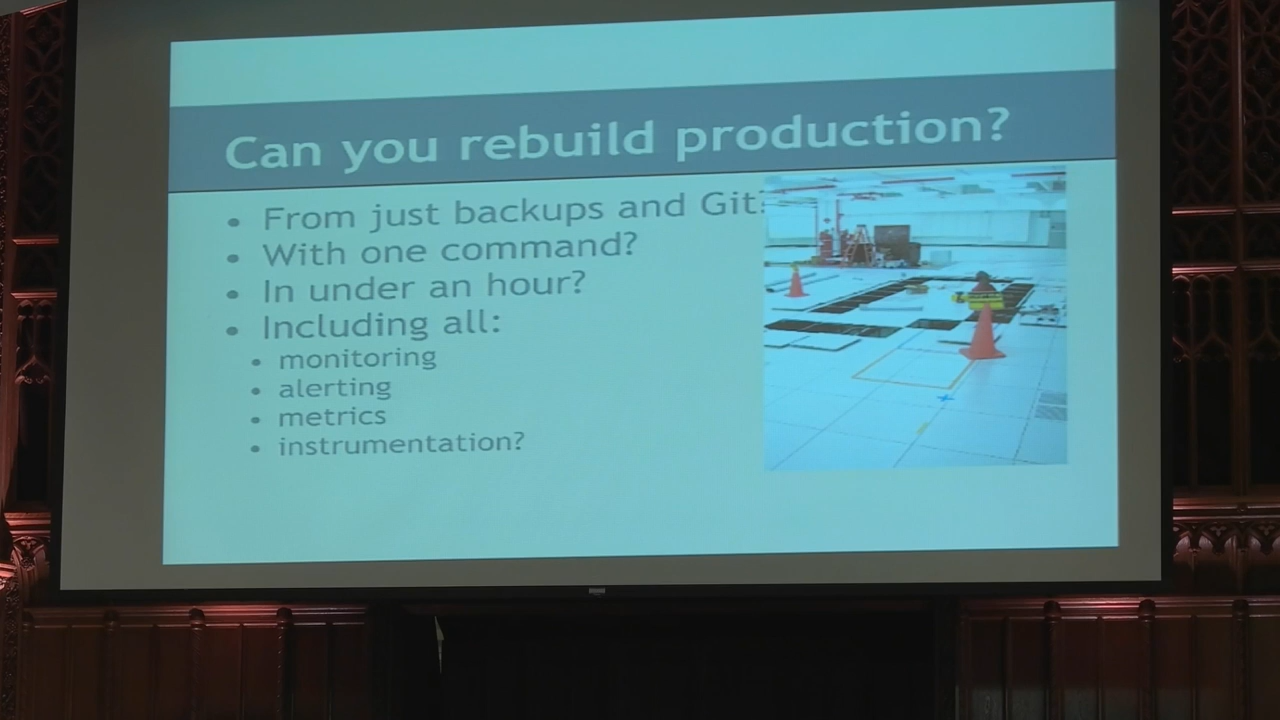 Can you rebuild production?
• From just backups and Git
• With one command?
• In under an hour?
• Including all:
• monitoring
• alerting
• metrics
• instrumentation?